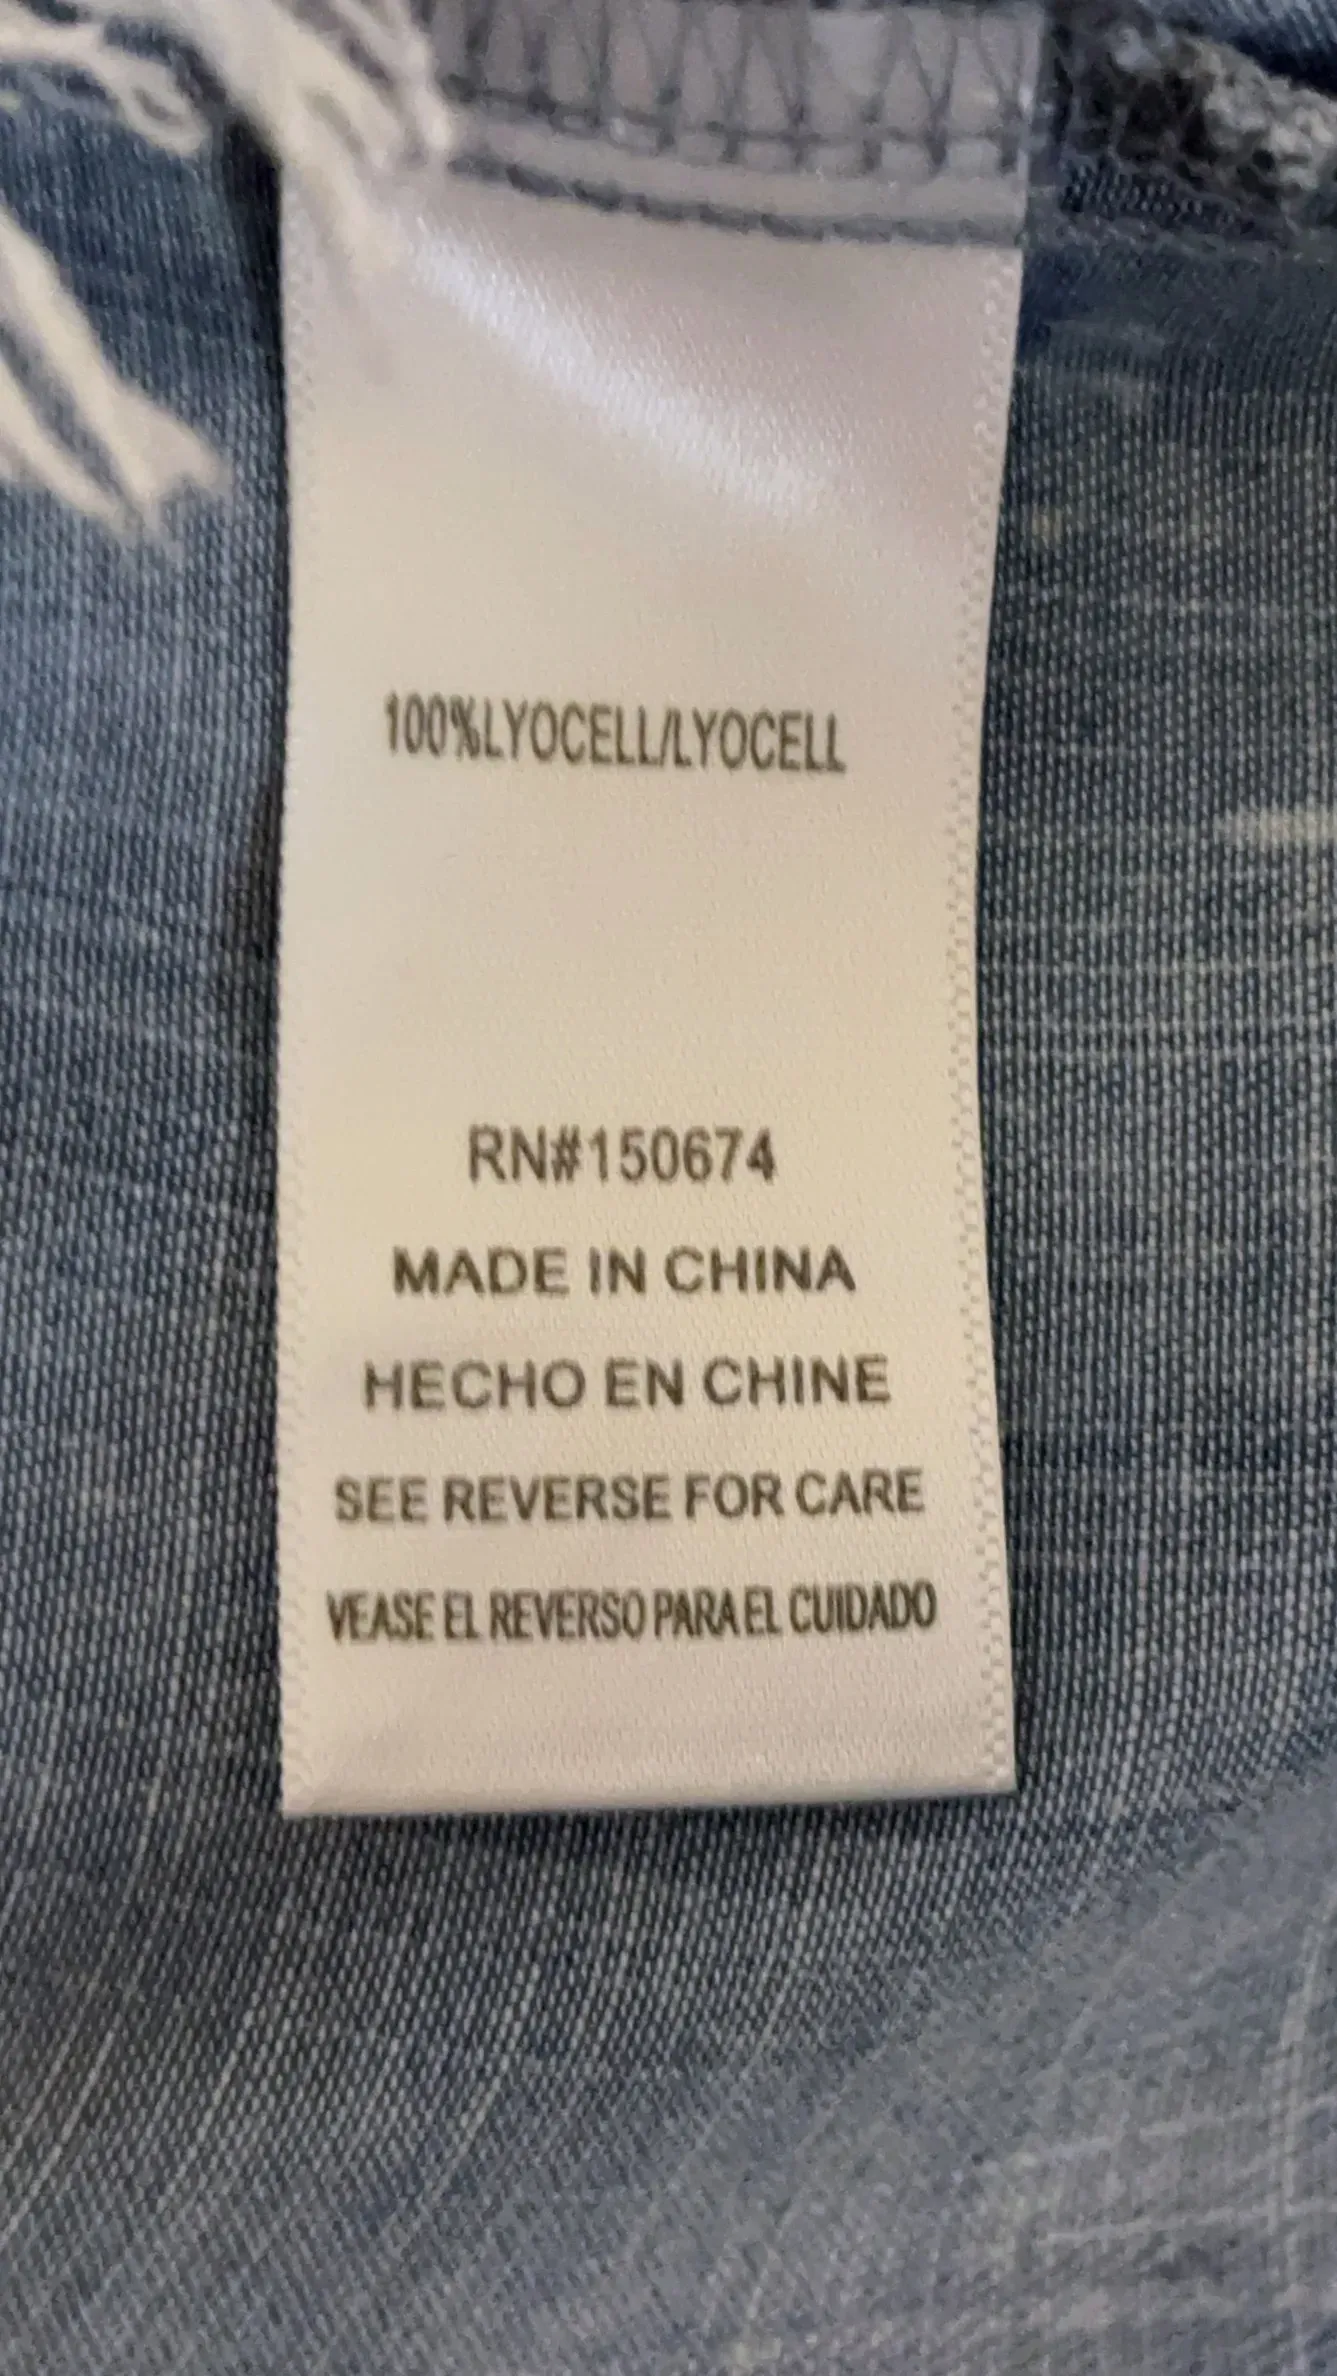 100%LYOCELL/LYOCELL
RN#150674
MADE IN CHINA
HECHO EN CHINE
SEE REVERSE FOR CARE
VEASE EL REVERSO PARA EL CUIDADO